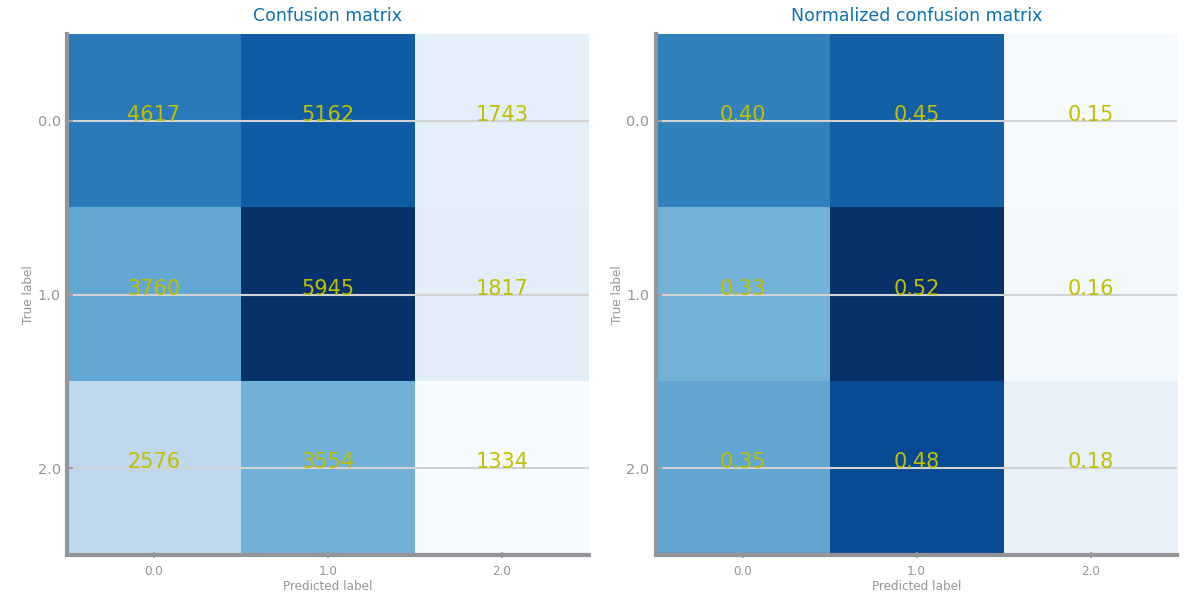 Confusion matrix
0.0 4617 5162 1743
1.0 3760 5945 1817
2.0 2576 3554 1334
True label
0.0 1.0 2.0
Predicted label
Normalized confusion matrix
0.0 0.40 0.45 0.15
1.0 0.33 0.52 0.16
2.0 0.35 0.48 0.18
True label
0.0 1.0 2.0
Predicted label